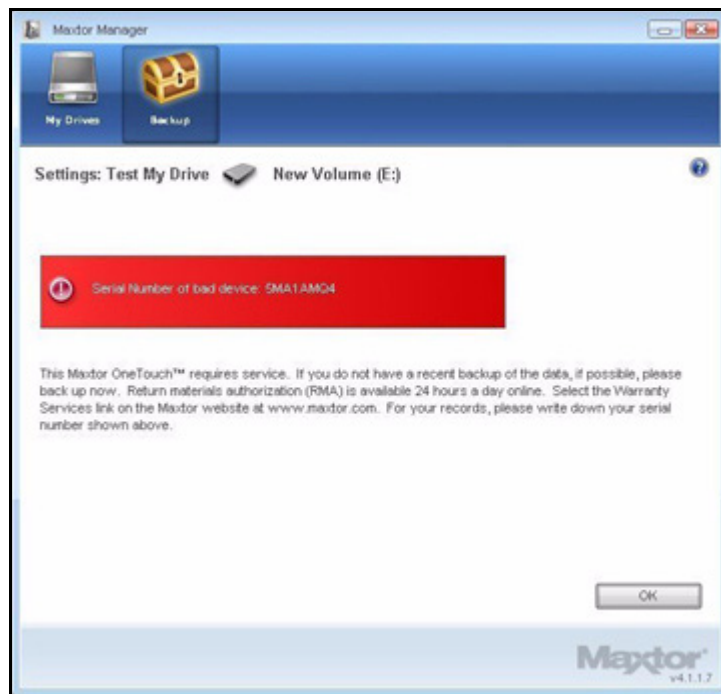 Maxtor Manager
My Drives
Backup
Settings: Test My Drive New Volume (E:)
Serial Number of bad device: 5MA1AMQ4
This Maxtor OneTouch™ requires service. If you do not have a recent backup of the data, if possible, please
back up now. Return materials authorization (RMA) is available 24 hours a day online. Select the Warranty
Services link on the Maxtor website at www.maxtor.com. For your records, please write down your serial
number shown above.
OK
Maxtor
v4.1.1.7